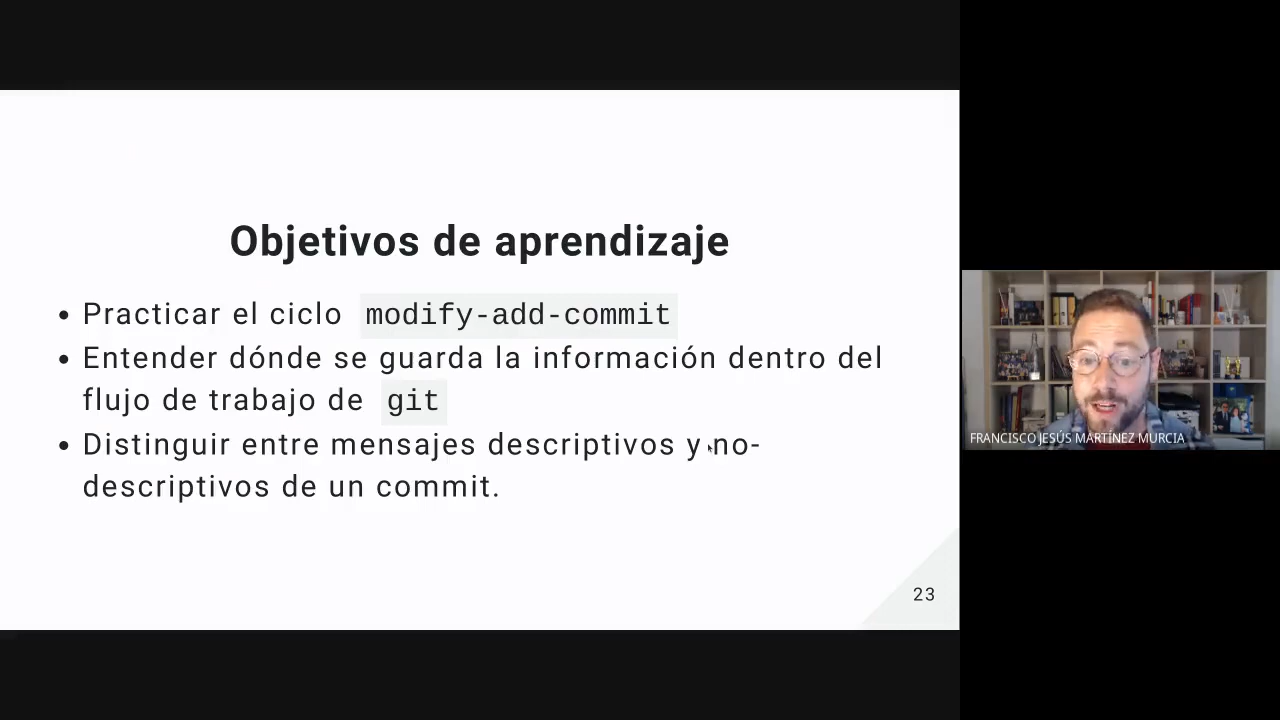 Objetivos de aprendizaje
• Practicar el ciclo modify-add-commit
• Entender dónde se guarda la información dentro del
flujo de trabajo de git
• Distinguir entre mensajes descriptivos y no-
descriptivos de un commit.
23
FRANCISCO JESÚS MARTÍNEZ MURCIA